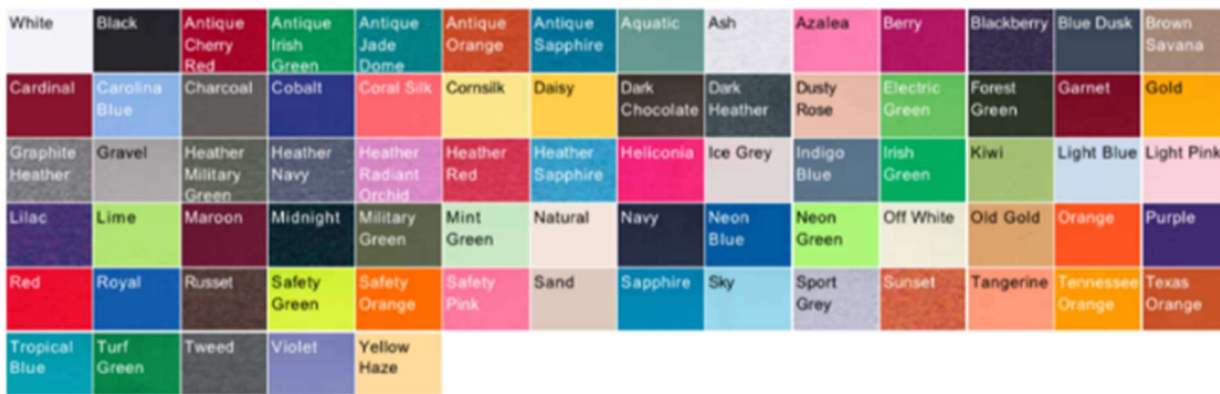 White
Black
Antique
Cherry
Red
Antique
Irish
Green
Antique
Jade
Dome
Antique
Orange
Antique
Sapphire
Aquatic
Ash
Azalea
Berry
Blackberry
Blue Dusk
Brown
Savana
Cardinal
Carolina
Blue
Charcoal
Cobalt
Coral Silk
Cornsilk
Daisy
Dark
Chocolate
Dark
Heather
Dusty
Rose
Electric
Green
Forest
Green
Garnet
Gold
Graphite
Heather
Gravel
Heather
Military
Green
Heather
Navy
Heather
Radiant
Orchid
Heather
Red
Heather
Sapphire
Heliconia
Ice Grey
Indigo
Blue
Irish
Green
Kiwi
Light Blue
Light Pink
Lilac
Lime
Maroon
Midnight
Military
Green
Mint
Green
Natural
Navy
Neon
Blue
Neon
Green
Off White
Old Gold
Orange
Purple
Red
Royal
Russet
Safety
Green
Safety
Orange
Safety
Pink
Sand
Sapphire
Sky
Sport
Grey
Sunset
Tangerine
Tennessee
Orange
Texas
Orange
Tropical
Blue
Turf
Green
Tweed
Violet
Yellow
Haze